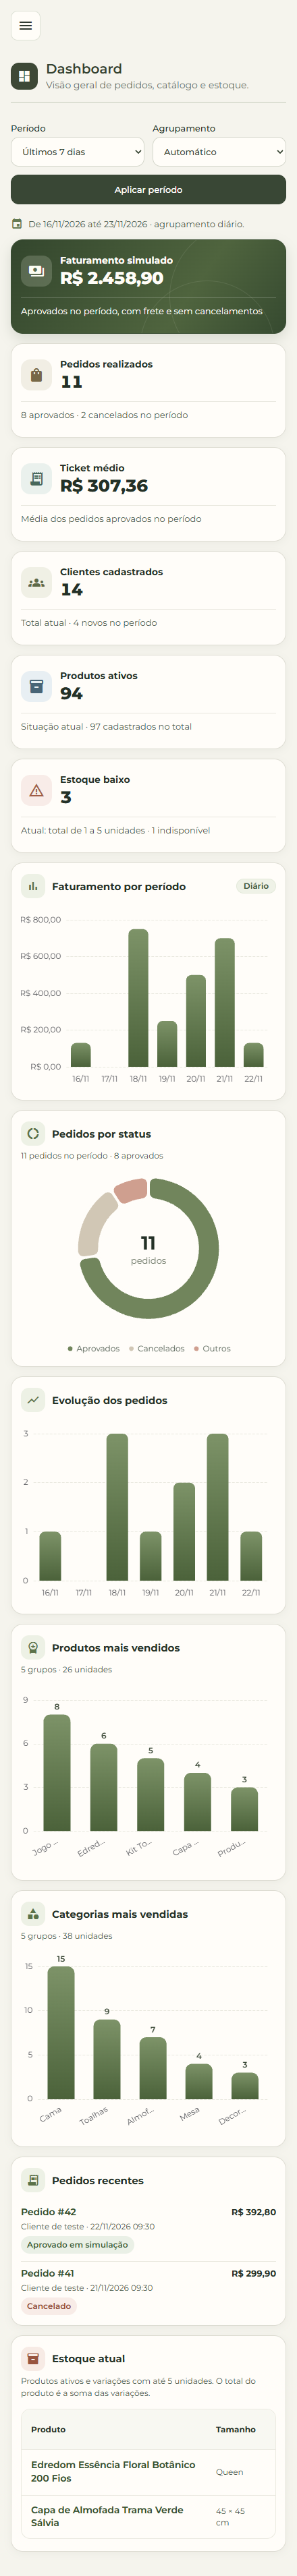 Dashboard
Visão geral de pedidos, catálogo e estoque.
Período
Agrupamento
Últimos 7 dias
Automático
Aplicar período
De 16/11/2026 até 23/11/2026 · agrupamento diário.
Faturamento simulado
R$ 2.458,90
Aprovados no período, com frete e sem cancelamentos
Pedidos realizados
11
8 aprovados · 2 cancelados no período
Ticket médio
R$ 307,36
Média dos pedidos aprovados no período
Clientes cadastrados
14
Total atual · 4 novos no período
Produtos ativos
94
Situação atual · 97 cadastrados no total
Estoque baixo
3
Atual: total de 1 a 5 unidades · 1 indisponível
Faturamento por período
Diário
R$ 800,00
R$ 600,00
R$ 400,00
R$ 200,00
R$ 0,00
16/11 17/11 18/11 19/11 20/11 21/11 22/11
Pedidos por status
11 pedidos no período · 8 aprovados
11
pedidos
Aprovados Cancelados Outros
Evolução dos pedidos
3
2
1
0
16/11 17/11 18/11 19/11 20/11 21/11 22/11
Produtos mais vendidos
5 grupos · 26 unidades
9
8
6
6
5
4
3
3
0
Jogo ... Edred... Kit To... Capa ... Produ...
Categorias mais vendidas
5 grupos · 38 unidades
15
15
10
9
7
5
4
3
0
Cama Toalhas Almof... Mesa Decor...
Pedidos recentes
Pedido #42
R$ 392,80
Cliente de teste · 22/11/2026 09:30
Aprovado em simulação
Pedido #41
R$ 299,90
Cliente de teste · 21/11/2026 09:30
Cancelado
Estoque atual
Produtos ativos e variações com até 5 unidades. O total do
produto é a soma das variações.
Produto
Tamanho
Edredom Essência Floral Botânico
200 Fios
Queen
Capa de Almofada Trama Verde
Sálvia
45 × 45
cm